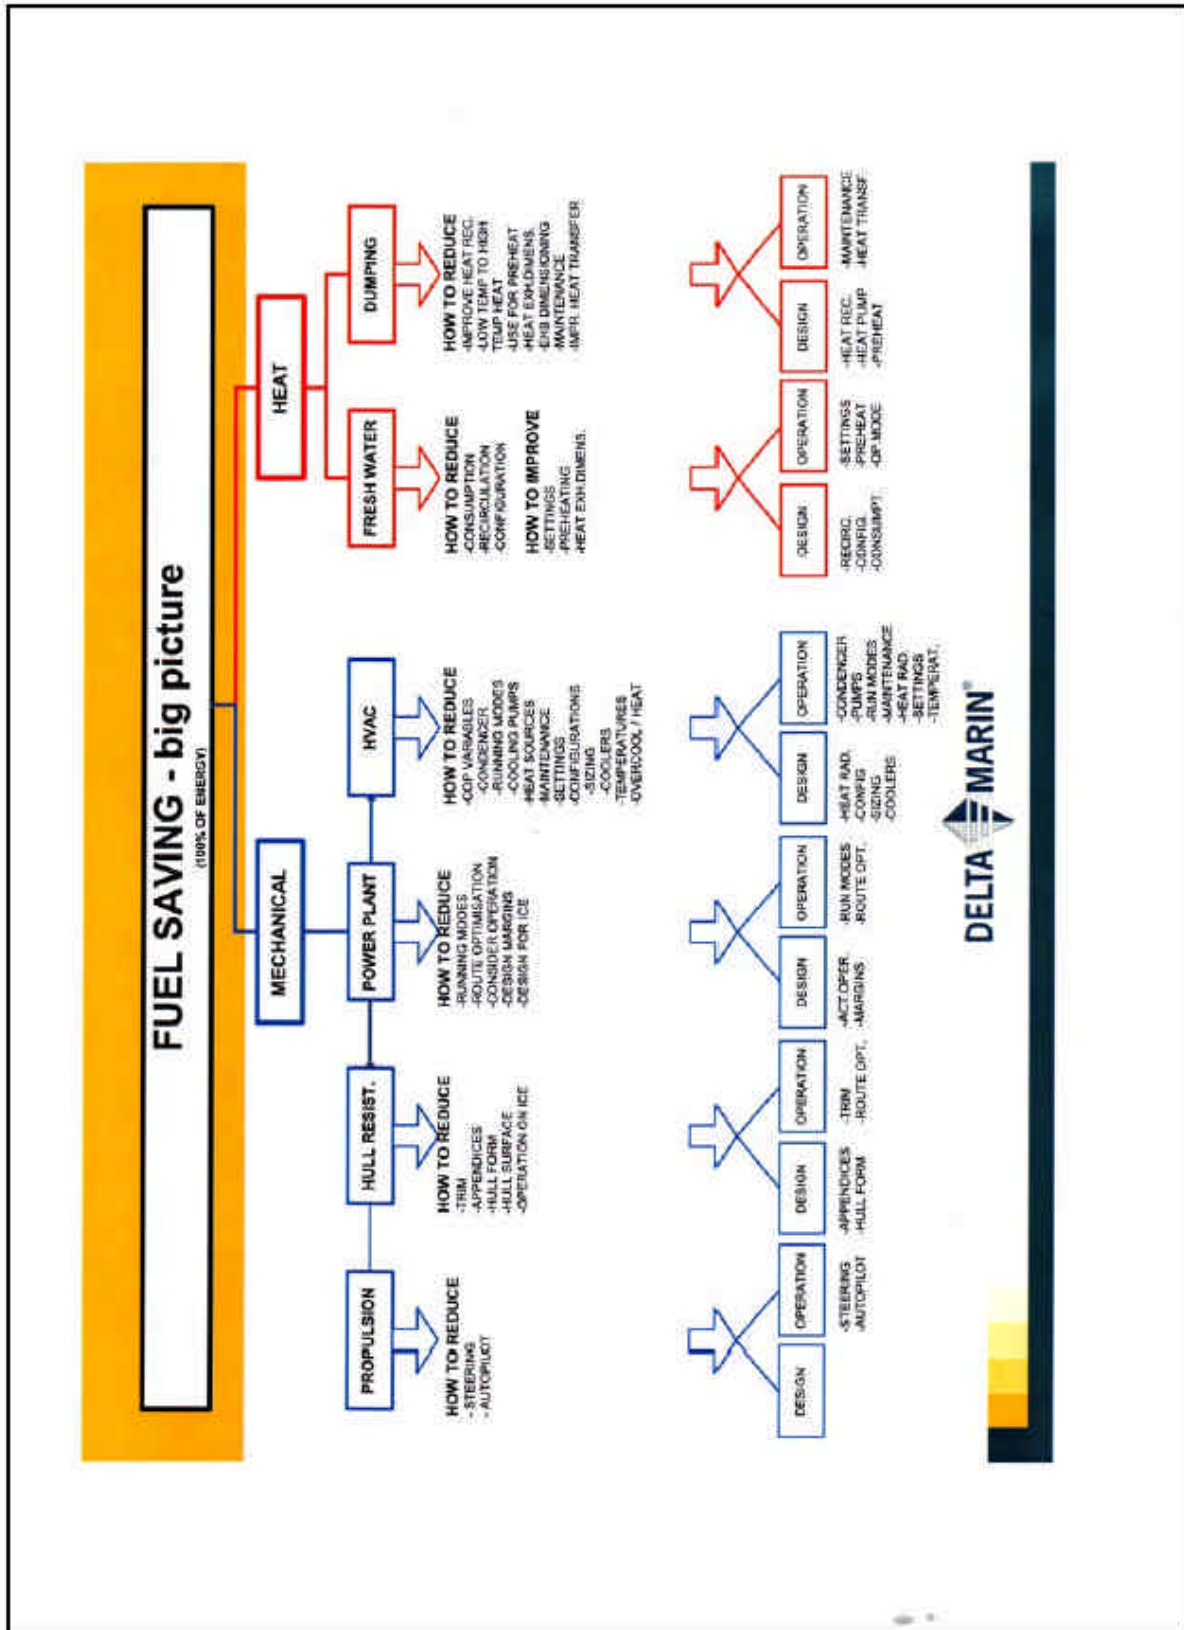 FUEL SAVING - big picture
(100% OF ENERGY)
MECHANICAL
HEAT
PROPULSION
HULL RESIST.
POWER PLANT
HVAC
FRESH WATER
DUMPING
HOW TO REDUCE
- STEERING
- AUTOPILOT
HOW TO REDUCE
-TRIM
-APPENDICES
-HULL FORM
-HULL SURFACE
-OPERATION ON ICE
HOW TO REDUCE
-RUNNING MODES
-ROUTE OPTIMISATION
-CONSIDER OPERATION
-DESIGN MARGINS
-DESIGN FOR ICE
HOW TO REDUCE
-COP VARIABLES
-CONDENCER
-RUNNING MODES
-COOLING PUMPS
-HEAT SOURCES
-MAINTENANCE
-SETTINGS
-CONFIGURATIONS
-SIZING
-COOLERS
-TEMPERATURES
-OVERCOOL / HEAT
HOW TO REDUCE
-CONSUMPTION
-RECIRCULATION
-CONFIGURATION
HOW TO IMPROVE
-SETTINGS
-PREHEATING
-HEAT EXH.DIMENS.
HOW TO REDUCE
-IMPROVE HEAT REC.
-LOW TEMP TO HIGH
TEMP HEAT
-USE FOR PREHEAT
-HEAT EXH.DIMENS.
-EXB DIMENSIONING
-MAINTENANCE
-IMPR. HEAT TRANSFER
DESIGN
OPERATION
-STEERING
-AUTOPILOT
DESIGN
-APPENDICES
-HULL FORM
OPERATION
-TRIM
-ROUTE OPT.
DESIGN
-ACT.OPER.
-MARGINS
OPERATION
-RUN MODES
-ROUTE OPT.
DESIGN
-HEAT RAD.
-CONFIG
-SIZING
-COOLERS
OPERATION
-CONDENCER
-PUMPS
-RUN MODES
-MAINTENANCE
-HEAT RAD.
-SETTINGS
-TEMPERAT.
DESIGN
-RECIRC.
-CONFIG.
-CONSUMPT.
OPERATION
-SETTINGS
-PREHEAT
-OP.MODE
DESIGN
-HEAT REC.
-HEAT PUMP
-PREHEAT
OPERATION
-MAINTENANCE
-HEAT TRANSF.
DELTA MARIN®